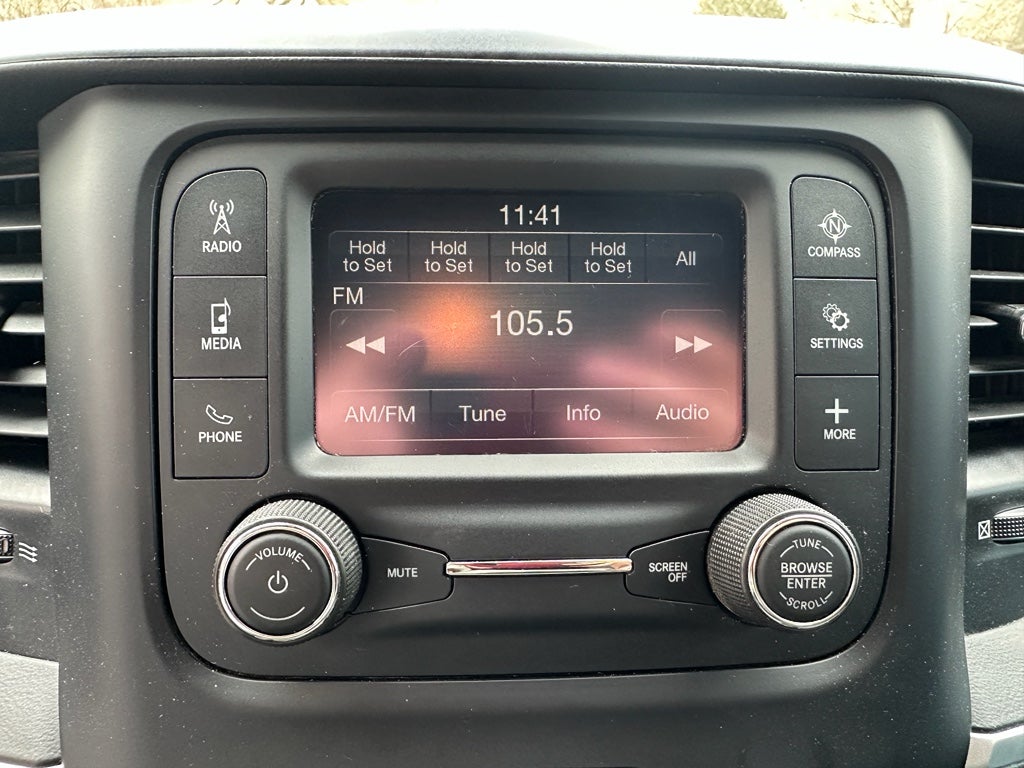 11:41
Hold to Set
Hold to Set
Hold to Set
Hold to Set
All
FM
105.5
AM/FM Tune Info Audio
RADIO
MEDIA
PHONE
N
COMPASS
SETTINGS
MORE
VOLUME
MUTE
SCREEN OFF
TUNE
BROWSE
ENTER
SCROLL